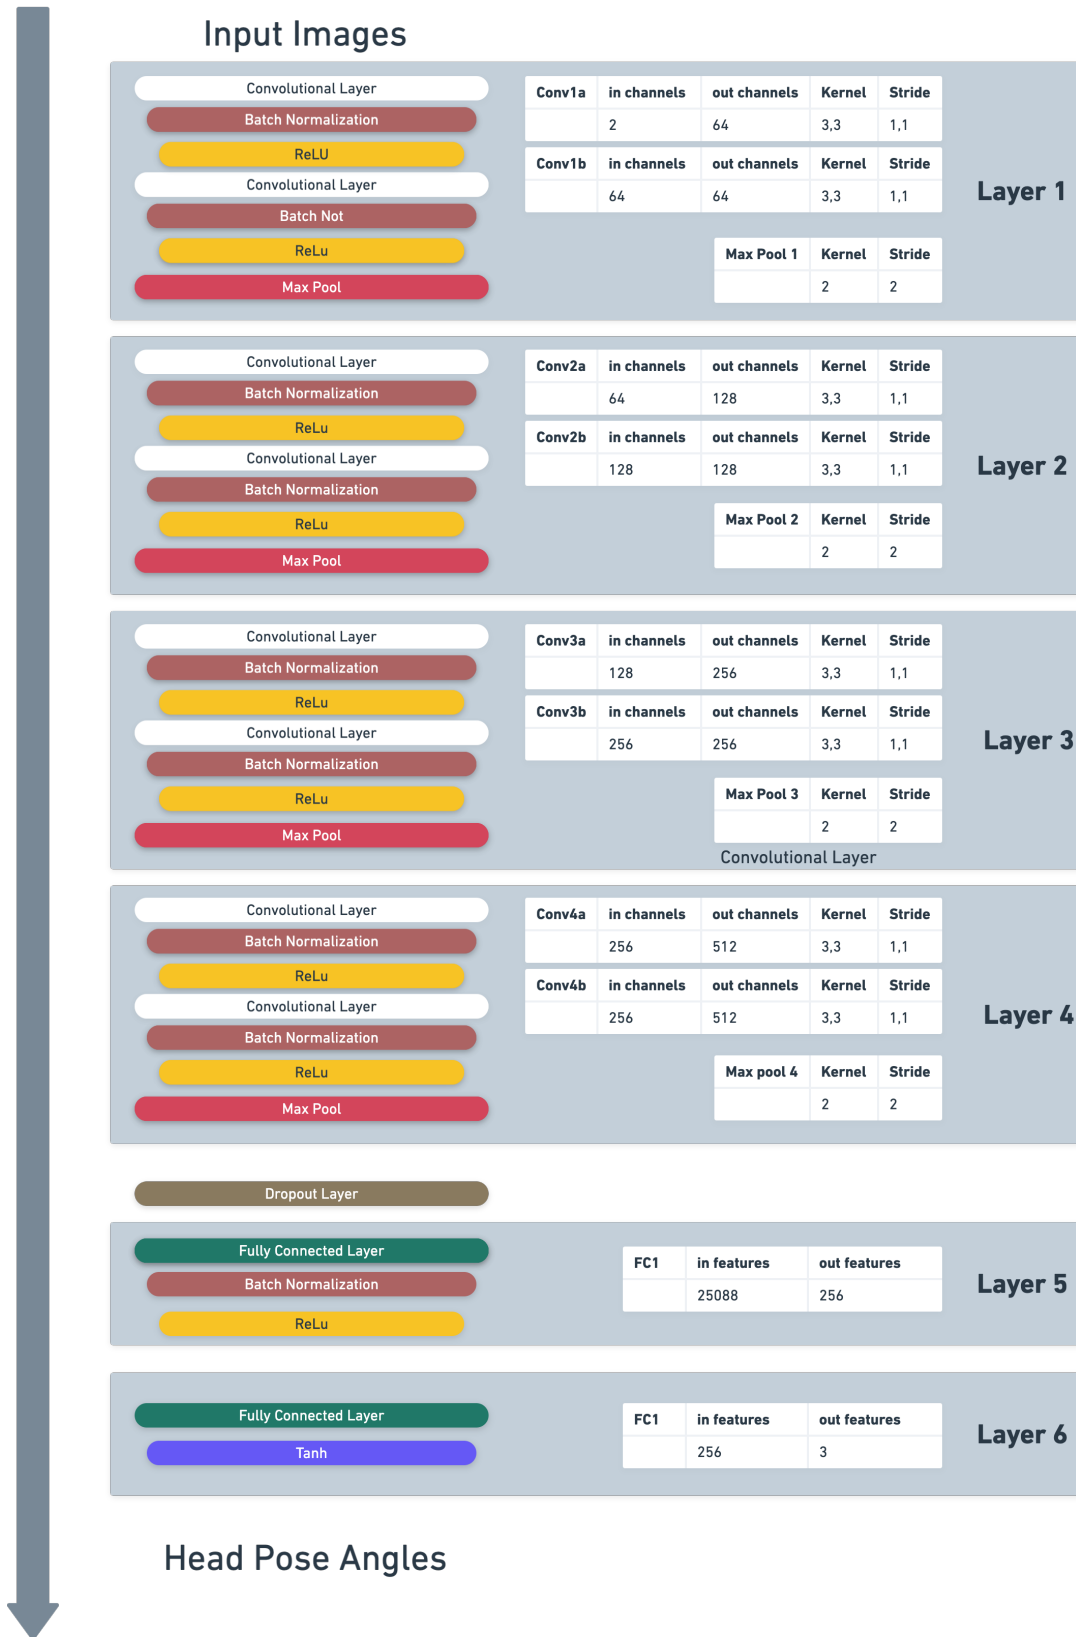 Input Images
Convolutional Layer
Batch Normalization
ReLU
Convolutional Layer
Batch Not
ReLu
Max Pool
Conv1a in channels out channels Kernel Stride
2 64 3,3 1,1
Conv1b in channels out channels Kernel Stride
64 64 3,3 1,1
Max Pool 1 Kernel Stride
2 2
Layer 1
Convolutional Layer
Batch Normalization
ReLu
Convolutional Layer
Batch Normalization
ReLu
Max Pool
Conv2a in channels out channels Kernel Stride
64 128 3,3 1,1
Conv2b in channels out channels Kernel Stride
128 128 3,3 1,1
Max Pool 2 Kernel Stride
2 2
Layer 2
Convolutional Layer
Batch Normalization
ReLu
Convolutional Layer
Batch Normalization
ReLu
Max Pool
Conv3a in channels out channels Kernel Stride
128 256 3,3 1,1
Conv3b in channels out channels Kernel Stride
256 256 3,3 1,1
Max Pool 3 Kernel Stride
2 2
Convolutional Layer
Layer 3
Convolutional Layer
Batch Normalization
ReLu
Convolutional Layer
Batch Normalization
ReLu
Max Pool
Conv4a in channels out channels Kernel Stride
256 512 3,3 1,1
Conv4b in channels out channels Kernel Stride
256 512 3,3 1,1
Max pool 4 Kernel Stride
2 2
Layer 4
Dropout Layer
Fully Connected Layer
Batch Normalization
ReLu
FC1 in features out features
25088 256
Layer 5
Fully Connected Layer
Tanh
FC1 in features out features
256 3
Layer 6
Head Pose Angles